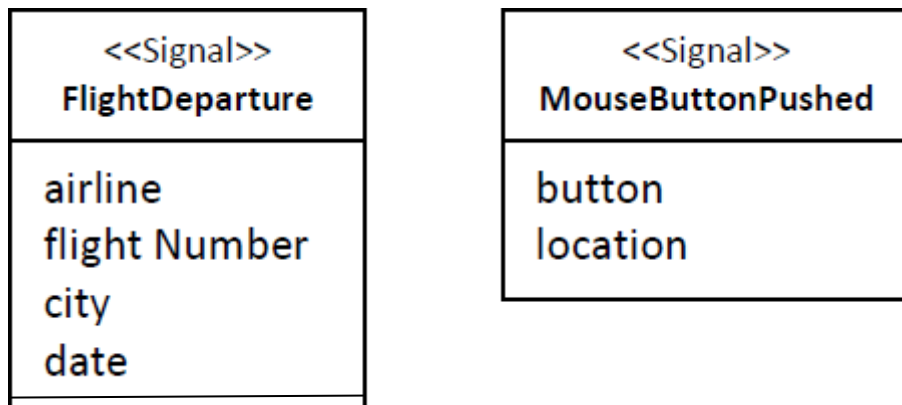 <<Signal>>
FlightDeparture
airline
flight Number
city
date
<<Signal>>
MouseButtonPushed
button
location